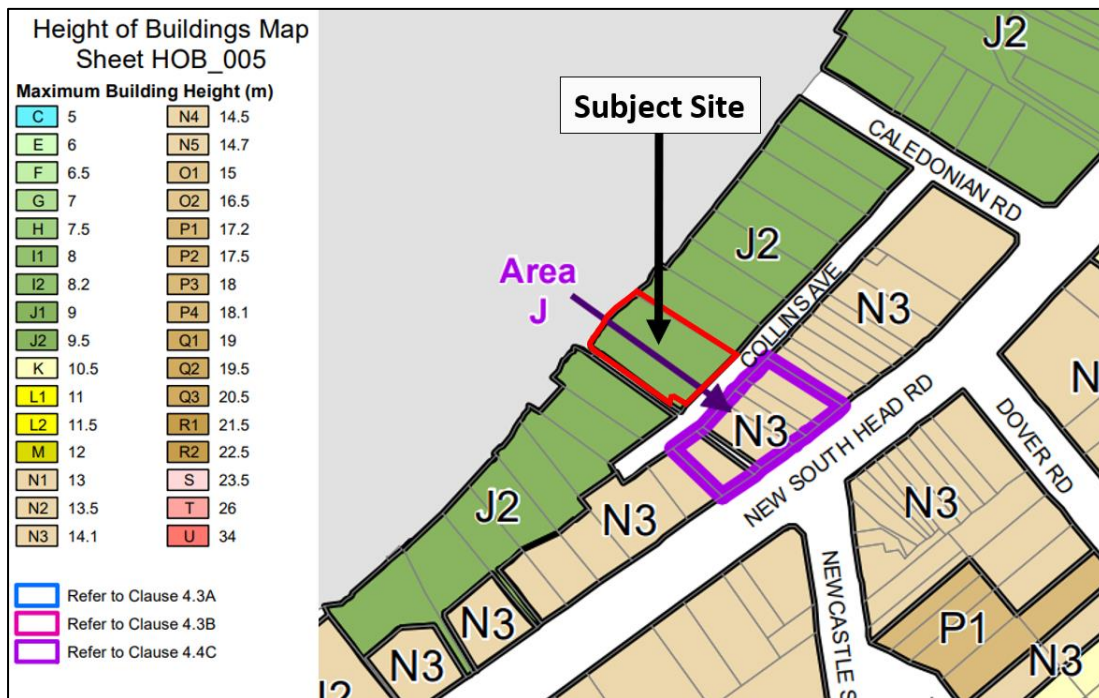 Height of Buildings Map
Sheet HOB_005
Maximum Building Height (m)
C 5
E 6
F 6.5
G 7
H 7.5
I1 8
I2 8.2
J1 9
J2 9.5
K 10.5
L1 11
L2 11.5
M 12
N1 13
N2 13.5
N3 14.1
N4 14.5
N5 14.7
O1 15
O2 16.5
P1 17.2
P2 17.5
P3 18
P4 18.1
Q1 19
Q2 19.5
Q3 20.5
R1 21.5
R2 22.5
S 23.5
T 26
U 34
Refer to Clause 4.3A
Refer to Clause 4.3B
Refer to Clause 4.4C
J2
Subject Site
CALEDONIAN RD
J2
Area
J
COLLINS AVE
N3
N3
N
NEW SOUTH HEAD RD
DOVER RD
J2
N3
N3
NEWCASTLE S
P1
N3
N3
N3
J2